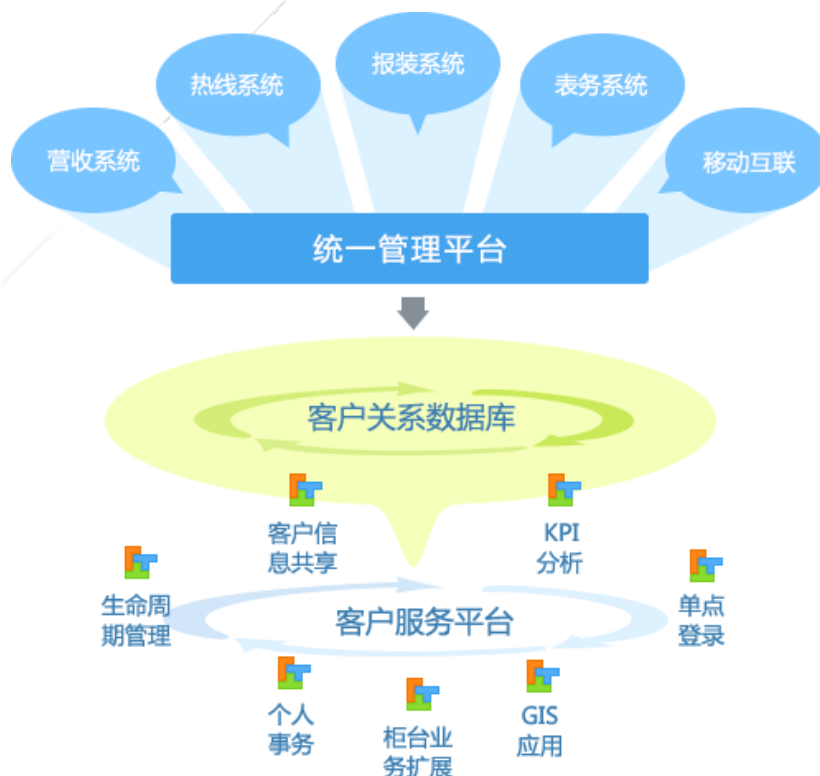 报装系统
热线系统
表务系统
营收系统
移动互联
统一管理平台
客户关系数据库
客户信
息共享
KPI
分析
生命周
期管理
单点
登录
客户服务平台
个人
事务
柜台业
务扩展
GIS
应用